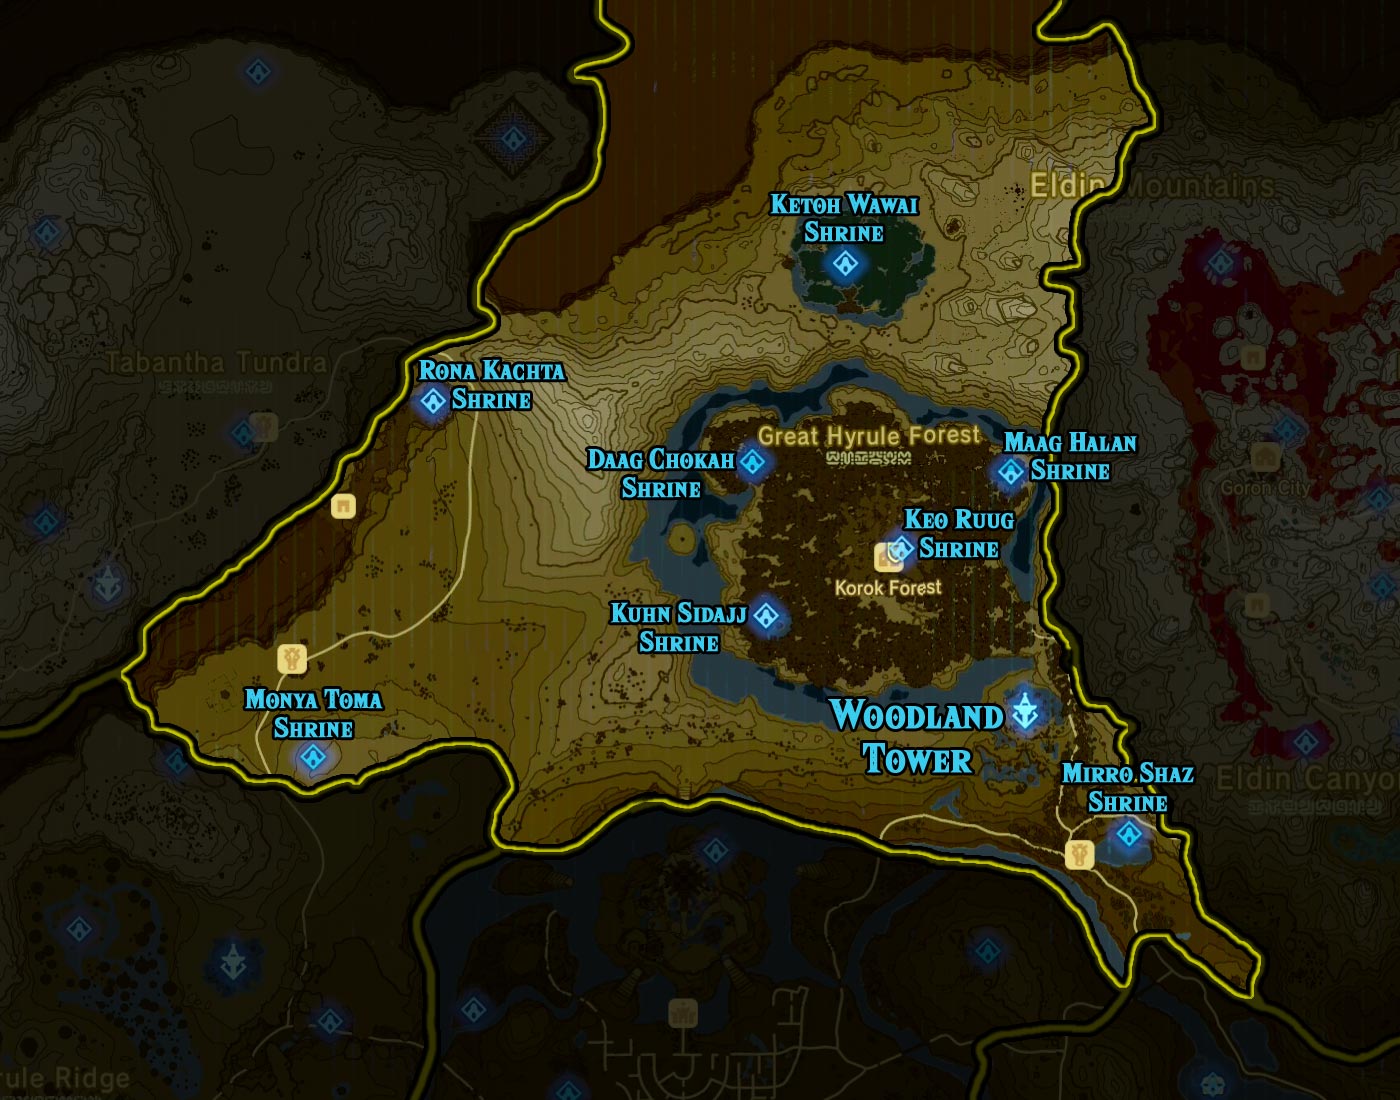 Eldin Mountains
Ketoh Wawai
Shrine
Tabantha Tundra
Rona Kachta
Shrine
Great Hyrule Forest
Maag Halan
Shrine
Daag Chokah
Shrine
Goron City
Keo Ruug
Shrine
Korok Forest
Kuhn Sidajj
Shrine
Monya Toma
Shrine
Woodland
Tower
Mirro Shaz
Shrine
Eldin Canyo
rule Ridge